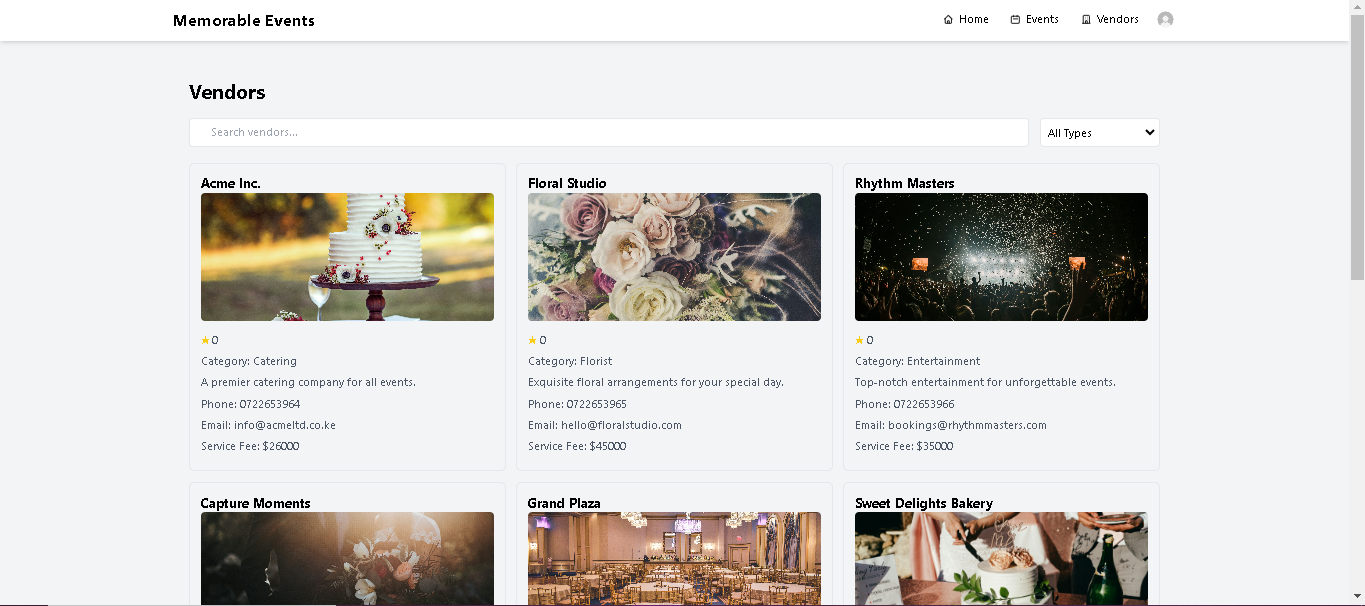 Memorable Events
Home
Events
Vendors
Vendors
Search vendors...
All Types
Acme Inc.
0
Category: Catering
A premier catering company for all events.
Phone: 0722653964
Email: info@acmeltd.co.ke
Service Fee: $26000
Floral Studio
0
Category: Florist
Exquisite floral arrangements for your special day.
Phone: 0722653965
Email: hello@floralstudio.com
Service Fee: $45000
Rhythm Masters
0
Category: Entertainment
Top-notch entertainment for unforgettable events.
Phone: 0722653966
Email: bookings@rhythmmasters.com
Service Fee: $35000
Capture Moments
Grand Plaza
Sweet Delights Bakery